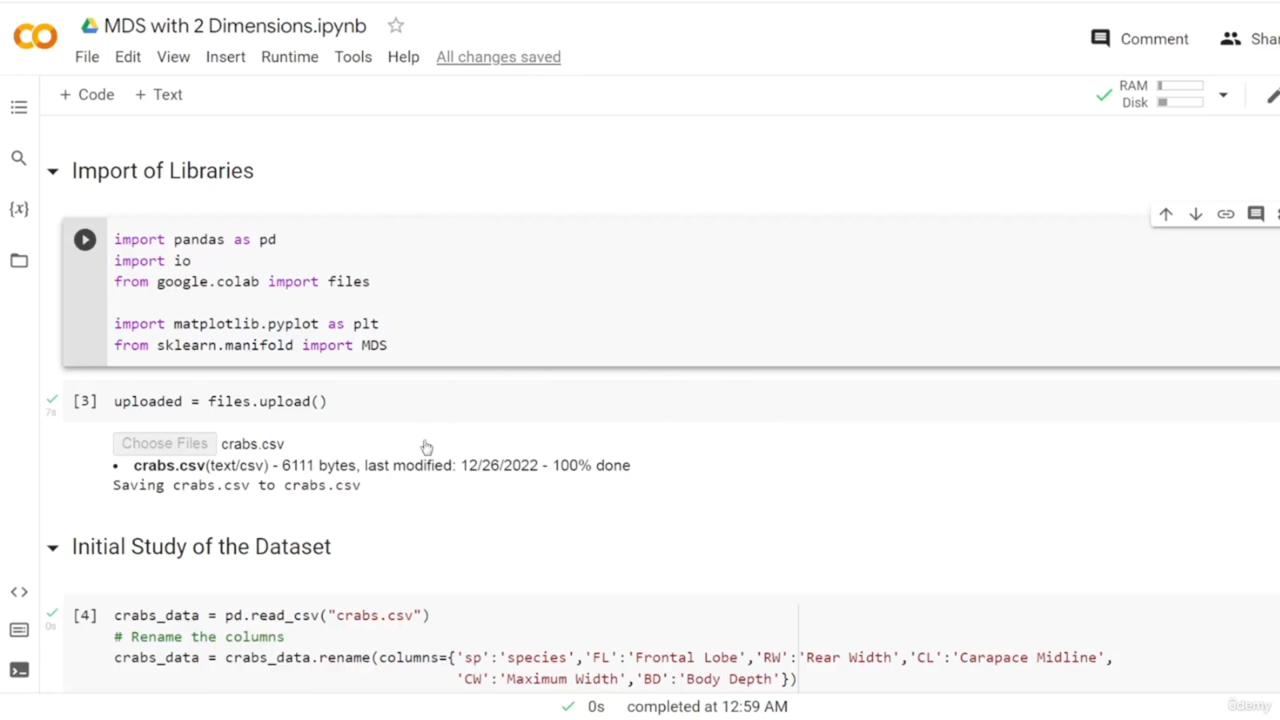 MDS with 2 Dimensions.ipynb
File Edit View Insert Runtime Tools Help All changes saved
Comment
+ Code + Text
RAM
Disk
Import of Libraries
{x}
import pandas as pd
import io
from google.colab import files
import matplotlib.pyplot as plt
from sklearn.manifold import MDS
7s
[3] uploaded = files.upload()
Choose Files crabs.csv
• crabs.csv(text/csv) - 6111 bytes, last modified: 12/26/2022 - 100% done
Saving crabs.csv to crabs.csv
Initial Study of the Dataset
0s
[4] crabs_data = pd.read_csv("crabs.csv")
# Rename the columns
crabs_data = crabs_data.rename(columns={'sp':'species','FL':'Frontal Lobe','RW':'Rear Width','CL':'Carapace Midline',
'CW':'Maximum Width','BD':'Body Depth'})
0s completed at 12:59 AM
ûdemy